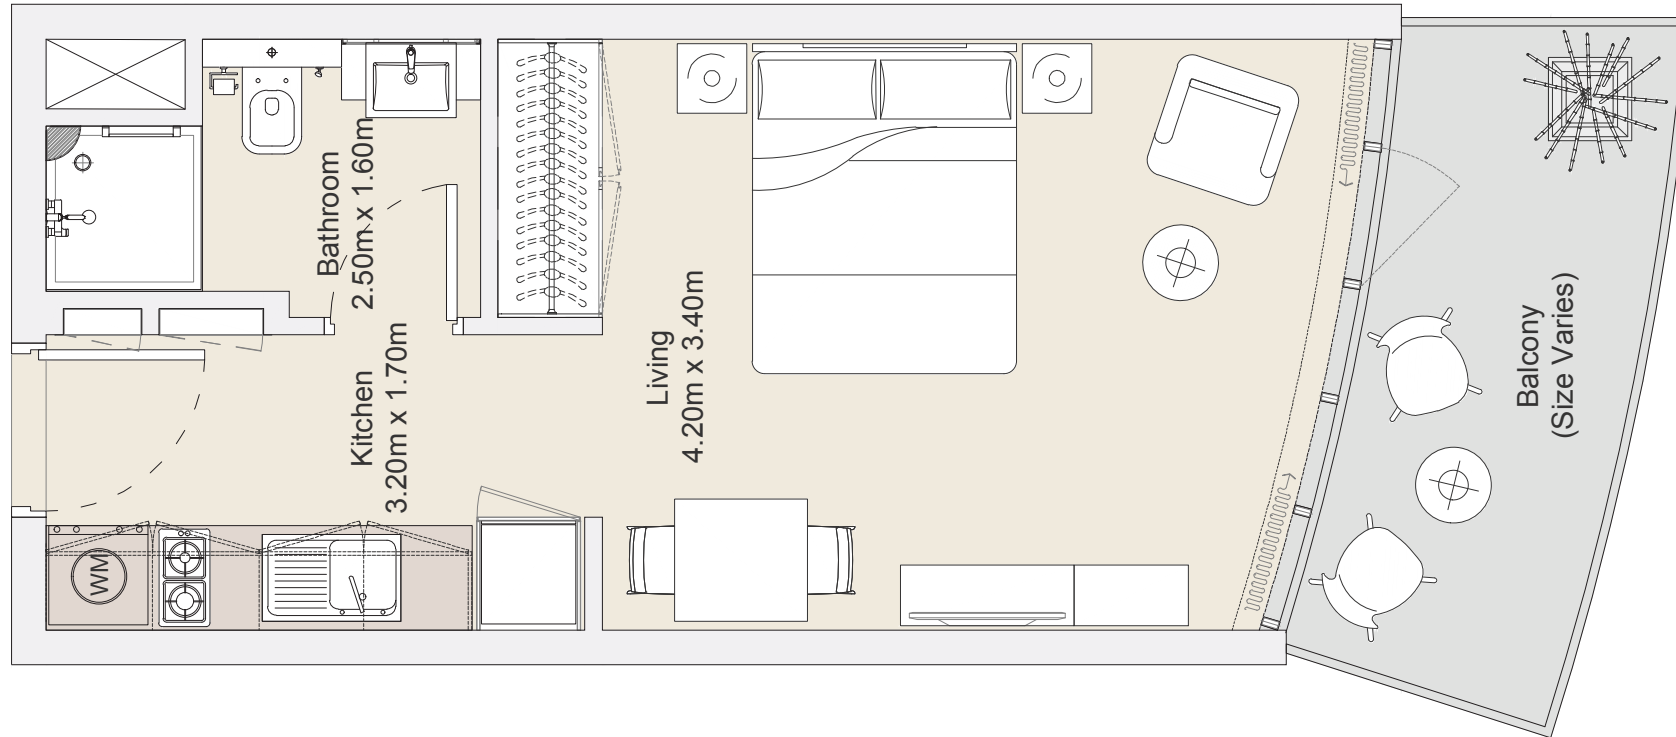 Bathroom
2.50m x 1.60m
Kitchen
3.20m x 1.70m
Living
4.20m x 3.40m
Balcony
(Size Varies)
WM